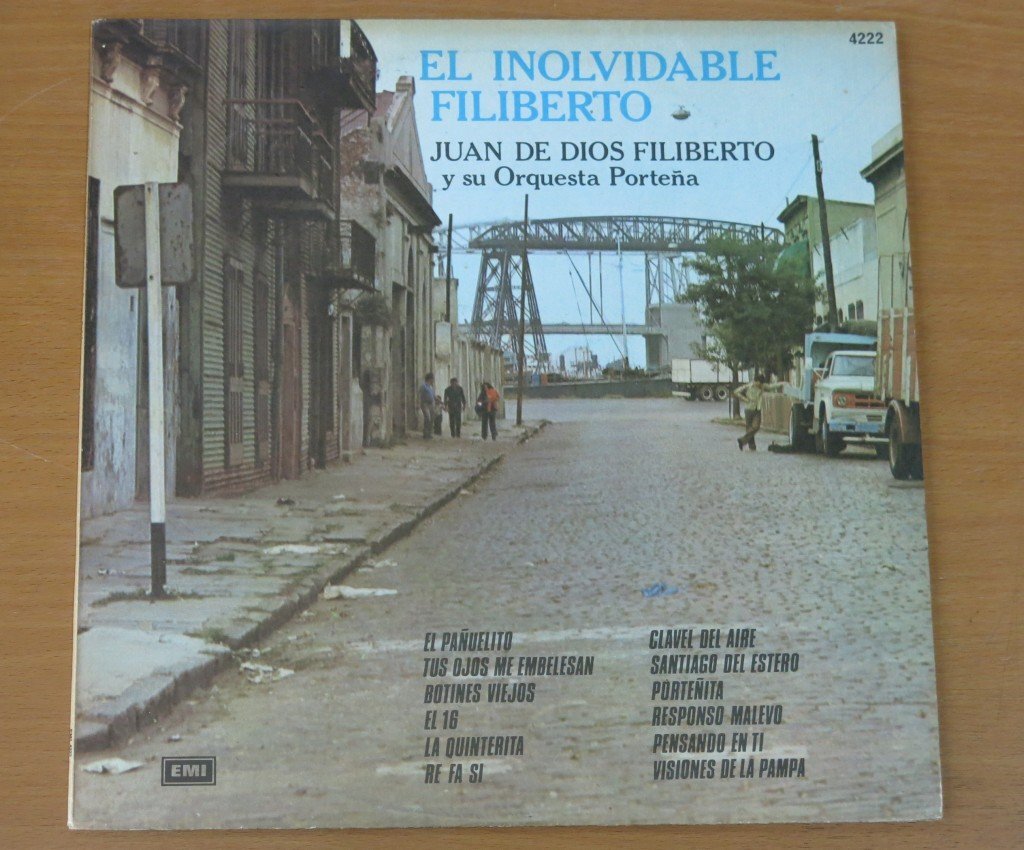 4222
EL INOLVIDABLE
FILIBERTO
JUAN DE DIOS FILIBERTO
y su Orquesta Porteña
EL PAÑUELITO
TUS OJOS ME EMBELESAN
BOTINES VIEJOS
EL 16
LA QUINTERITA
RE FA SI
CLAVEL DEL AIRE
SANTIAGO DEL ESTERO
PORTEÑITA
RESPONSO MALEVO
PENSANDO EN TI
VISIONES DE LA PAMPA
EMI